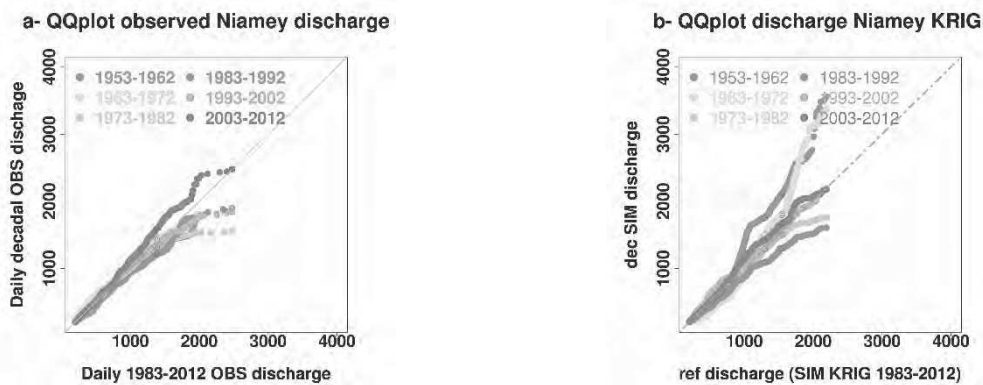 a- QQplot observed Niamey discharge
Daily decadal OBS dischage
4000
3000
2000
1000
1953-1962
1983-1992
1963-1972
1993-2002
1973-1982
2003-2012
1000 2000 3000 4000
Daily 1983-2012 OBS discharge
b- QQplot discharge Niamey KRIG
dec SIM discharge
4000
3000
2000
1000
1953-1962
1983-1992
1963-1972
1993-2002
1973-1982
2003-2012
1000 2000 3000 4000
ref discharge (SIM KRIG 1983-2012)